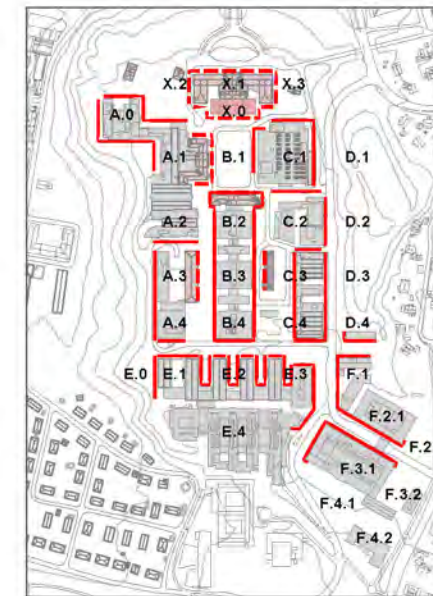 X.2 X.1 X.3
X.0
A.0
A.1 B.1 C.1 D.1
A.2 B.2 C.2 D.2
A.3 B.3 C.3 D.3
A.4 B.4 C.4 D.4
E.0 E.1 E.2 E.3 F.1
F.2.1
E.4 F.2
F.3.1
F.3.2
F.4.1
F.4.2